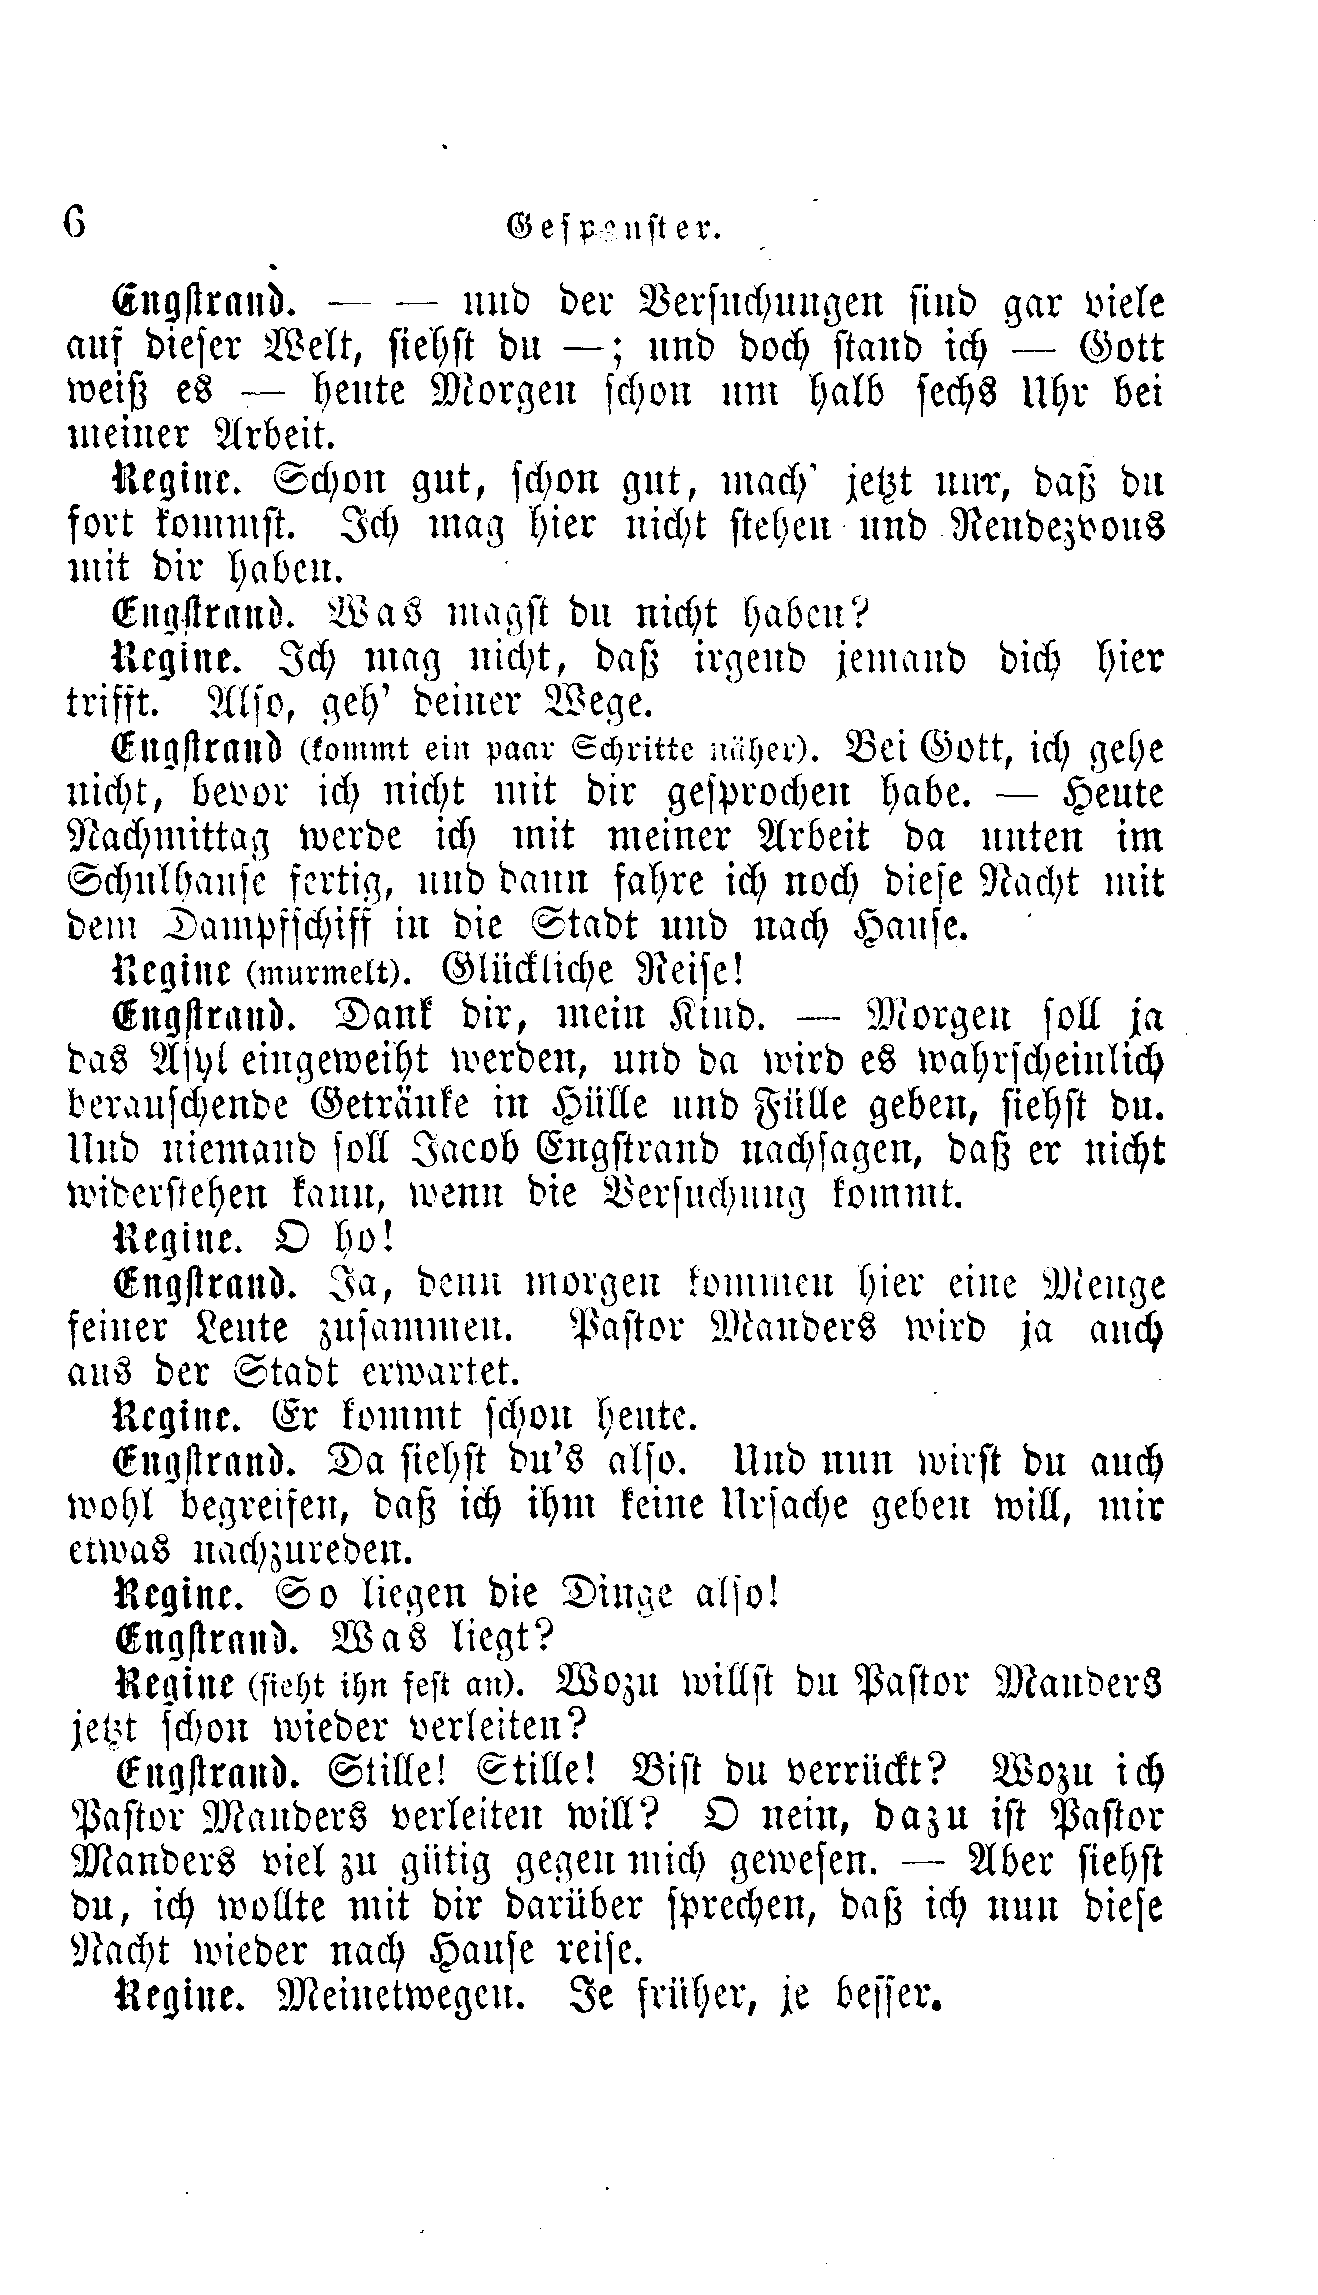 6 Gespenster.
Engstrand. — — und der Versuchungen sind gar viele
auf dieser Welt, siehst du —; und doch stand ich — Gott
weiß es — heute Morgen schon um halb sechs Uhr bei
meiner Arbeit.
Regine. Schon gut, schon gut, mach' jetzt nur, daß du
fort kommst. Ich mag hier nicht stehen und Rendezvous
mit dir haben.
Engstrand. Was magst du nicht haben?
Regine. Ich mag nicht, daß irgend jemand dich hier
trifft. Also, geh' deiner Wege.
Engstrand (kommt ein paar Schritte näher). Bei Gott, ich gehe
nicht, bevor ich nicht mit dir gesprochen habe. — Heute
Nachmittag werde ich mit meiner Arbeit da unten im
Schulhause fertig, und dann fahre ich noch diese Nacht mit
dem Dampfschiff in die Stadt und nach Hause.
Regine (murmelt). Glückliche Reise!
Engstrand. Dank dir, mein Kind. — Morgen soll ja
das Asyl eingeweiht werden, und da wird es wahrscheinlich
berauschende Getränke in Hülle und Fülle geben, siehst du.
Und niemand soll Jacob Engstrand nachsagen, daß er nicht
widerstehen kann, wenn die Versuchung kommt.
Regine. O ho!
Engstrand. Ja, denn morgen kommen hier eine Menge
feiner Leute zusammen. Pastor Manders wird ja auch
aus der Stadt erwartet.
Regine. Er kommt schon heute.
Engstrand. Da siehst du's also. Und nun wirst du auch
wohl begreifen, daß ich ihm keine Ursache geben will, mir
etwas nachzureden.
Regine. So liegen die Dinge also!
Engstrand. Was liegt?
Regine (sieht ihn fest an). Wozu willst du Pastor Manders
jetzt schon wieder verleiten?
Engstrand. Stille! Stille! Bist du verrückt? Wozu ich
Pastor Manders verleiten will? O nein, dazu ist Pastor
Manders viel zu gütig gegen mich gewesen. — Aber siehst
du, ich wollte mit dir darüber sprechen, daß ich nun diese
Nacht wieder nach Hause reise.
Regine. Meinetwegen. Je früher, je besser.